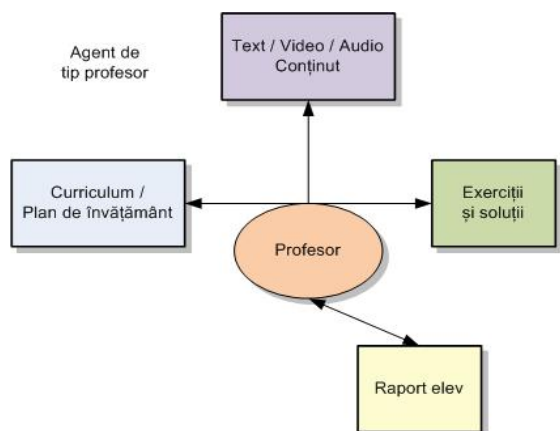 Agent de
tip profesor
Text / Video / Audio
Conținut
Curriculum /
Plan de învățământ
Exerciții
și soluții
Profesor
Raport elev